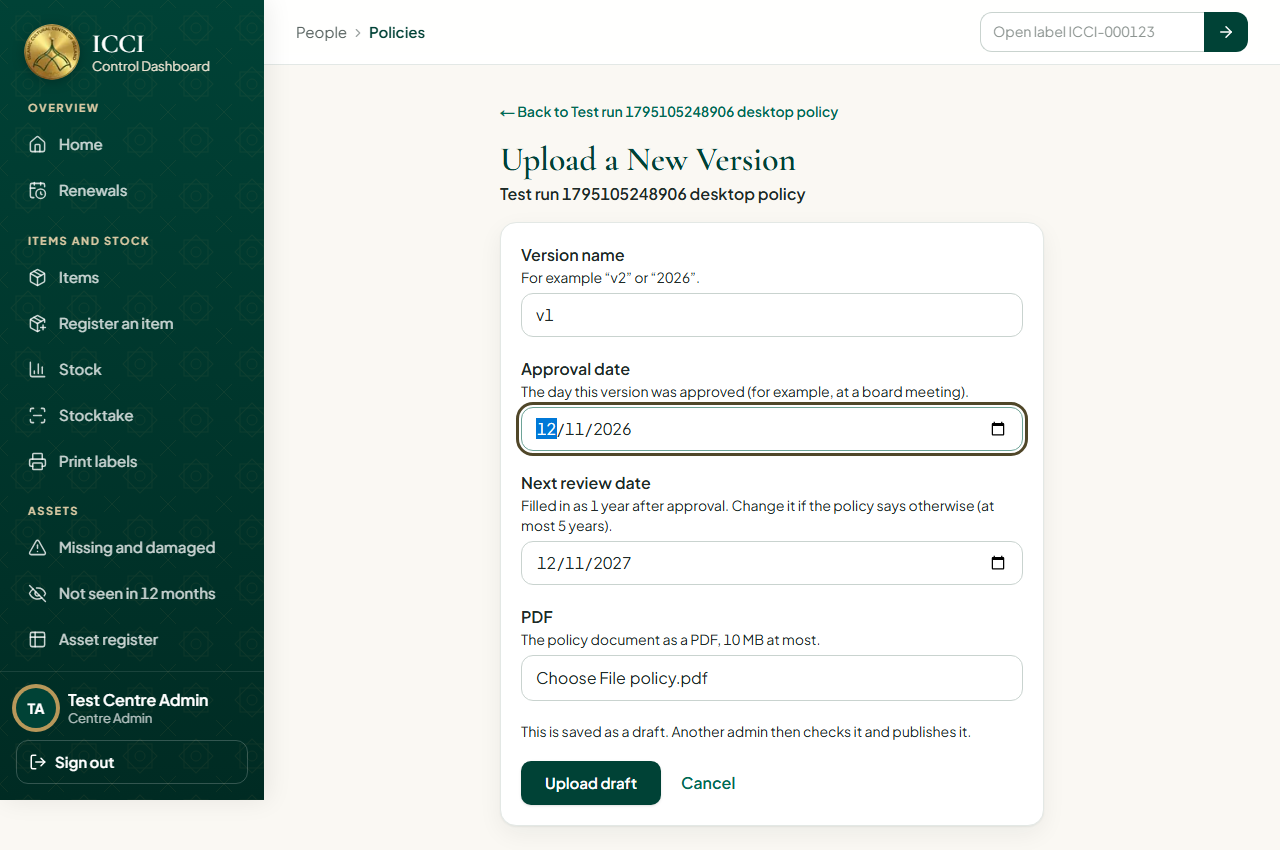 ICCI
Control Dashboard
OVERVIEW
Home
Renewals
ITEMS AND STOCK
Items
Register an item
Stock
Stocktake
Print labels
ASSETS
Missing and damaged
Not seen in 12 months
Asset register
TA
Test Centre Admin
Centre Admin
Sign out
People › Policies
Open label ICCI-000123
← Back to Test run 1795105248906 desktop policy
Upload a New Version
Test run 1795105248906 desktop policy
Version name
For example “v2” or “2026”.
v1
Approval date
The day this version was approved (for example, at a board meeting).
12/11/2026
Next review date
Filled in as 1 year after approval. Change it if the policy says otherwise (at
most 5 years).
12/11/2027
PDF
The policy document as a PDF, 10 MB at most.
Choose File policy.pdf
This is saved as a draft. Another admin then checks it and publishes it.
Upload draft
Cancel